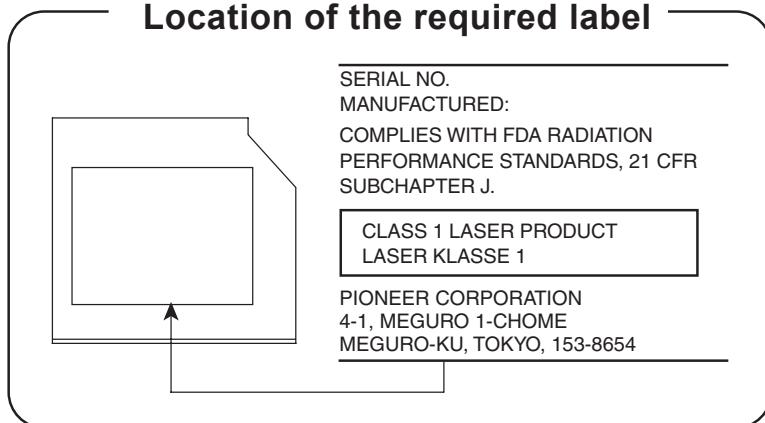 Location of the required label
SERIAL NO.
MANUFACTURED:
COMPLIES WITH FDA RADIATION
PERFORMANCE STANDARDS, 21 CFR
SUBCHAPTER J.
CLASS 1 LASER PRODUCT
LASER KLASSE 1
PIONEER CORPORATION
4-1, MEGURO 1-CHOME
MEGURO-KU, TOKYO, 153-8654